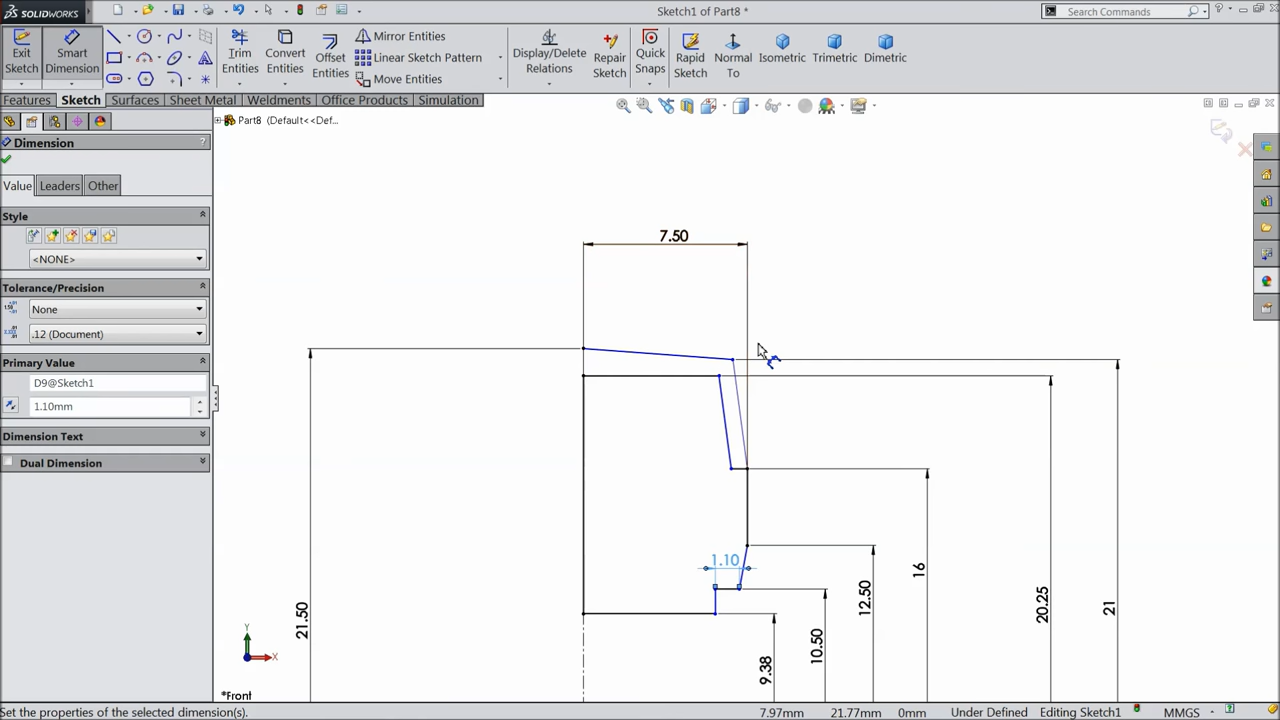 SOLIDWORKS
Sketch1 of Part8 *
Search Commands
Exit Sketch
Smart Dimension
Trim Entities
Convert Entities
Offset Entities
Mirror Entities
Linear Sketch Pattern
Move Entities
Display/Delete Relations
Repair Sketch
Quick Snaps
Rapid Sketch
Normal To
Isometric
Trimetric
Dimetric
Features
Sketch
Surfaces
Sheet Metal
Weldments
Office Products
Simulation
Part8 (Default<<Def...
Dimension
?
Value
Leaders
Other
Style
<NONE>
Tolerance/Precision
None
.12 (Document)
Primary Value
D9@Sketch1
1.10mm
Dimension Text
Dual Dimension
7.50
1.10
21.50
9.38
10.50
12.50
16
20.25
21
Y
X
*Front
Set the properties of the selected dimension(s).
7.97mm
21.77mm
0mm
Under Defined
Editing Sketch1
MMGS